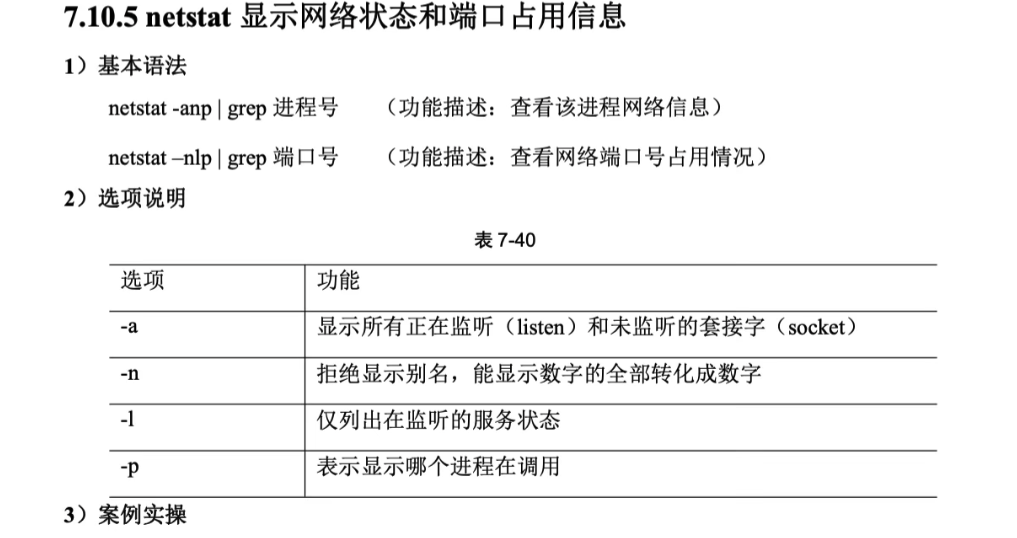 7.10.5 netstat 显示网络状态和端口占用信息
1）基本语法
netstat -anp | grep 进程号 （功能描述：查看该进程网络信息）
netstat –nlp | grep 端口号 （功能描述：查看网络端口号占用情况）
2）选项说明
表 7-40
选项 功能
-a 显示所有正在监听（listen）和未监听的套接字（socket）
-n 拒绝显示别名，能显示数字的全部转化成数字
-l 仅列出在监听的服务状态
-p 表示显示哪个进程在调用
3）案例实操